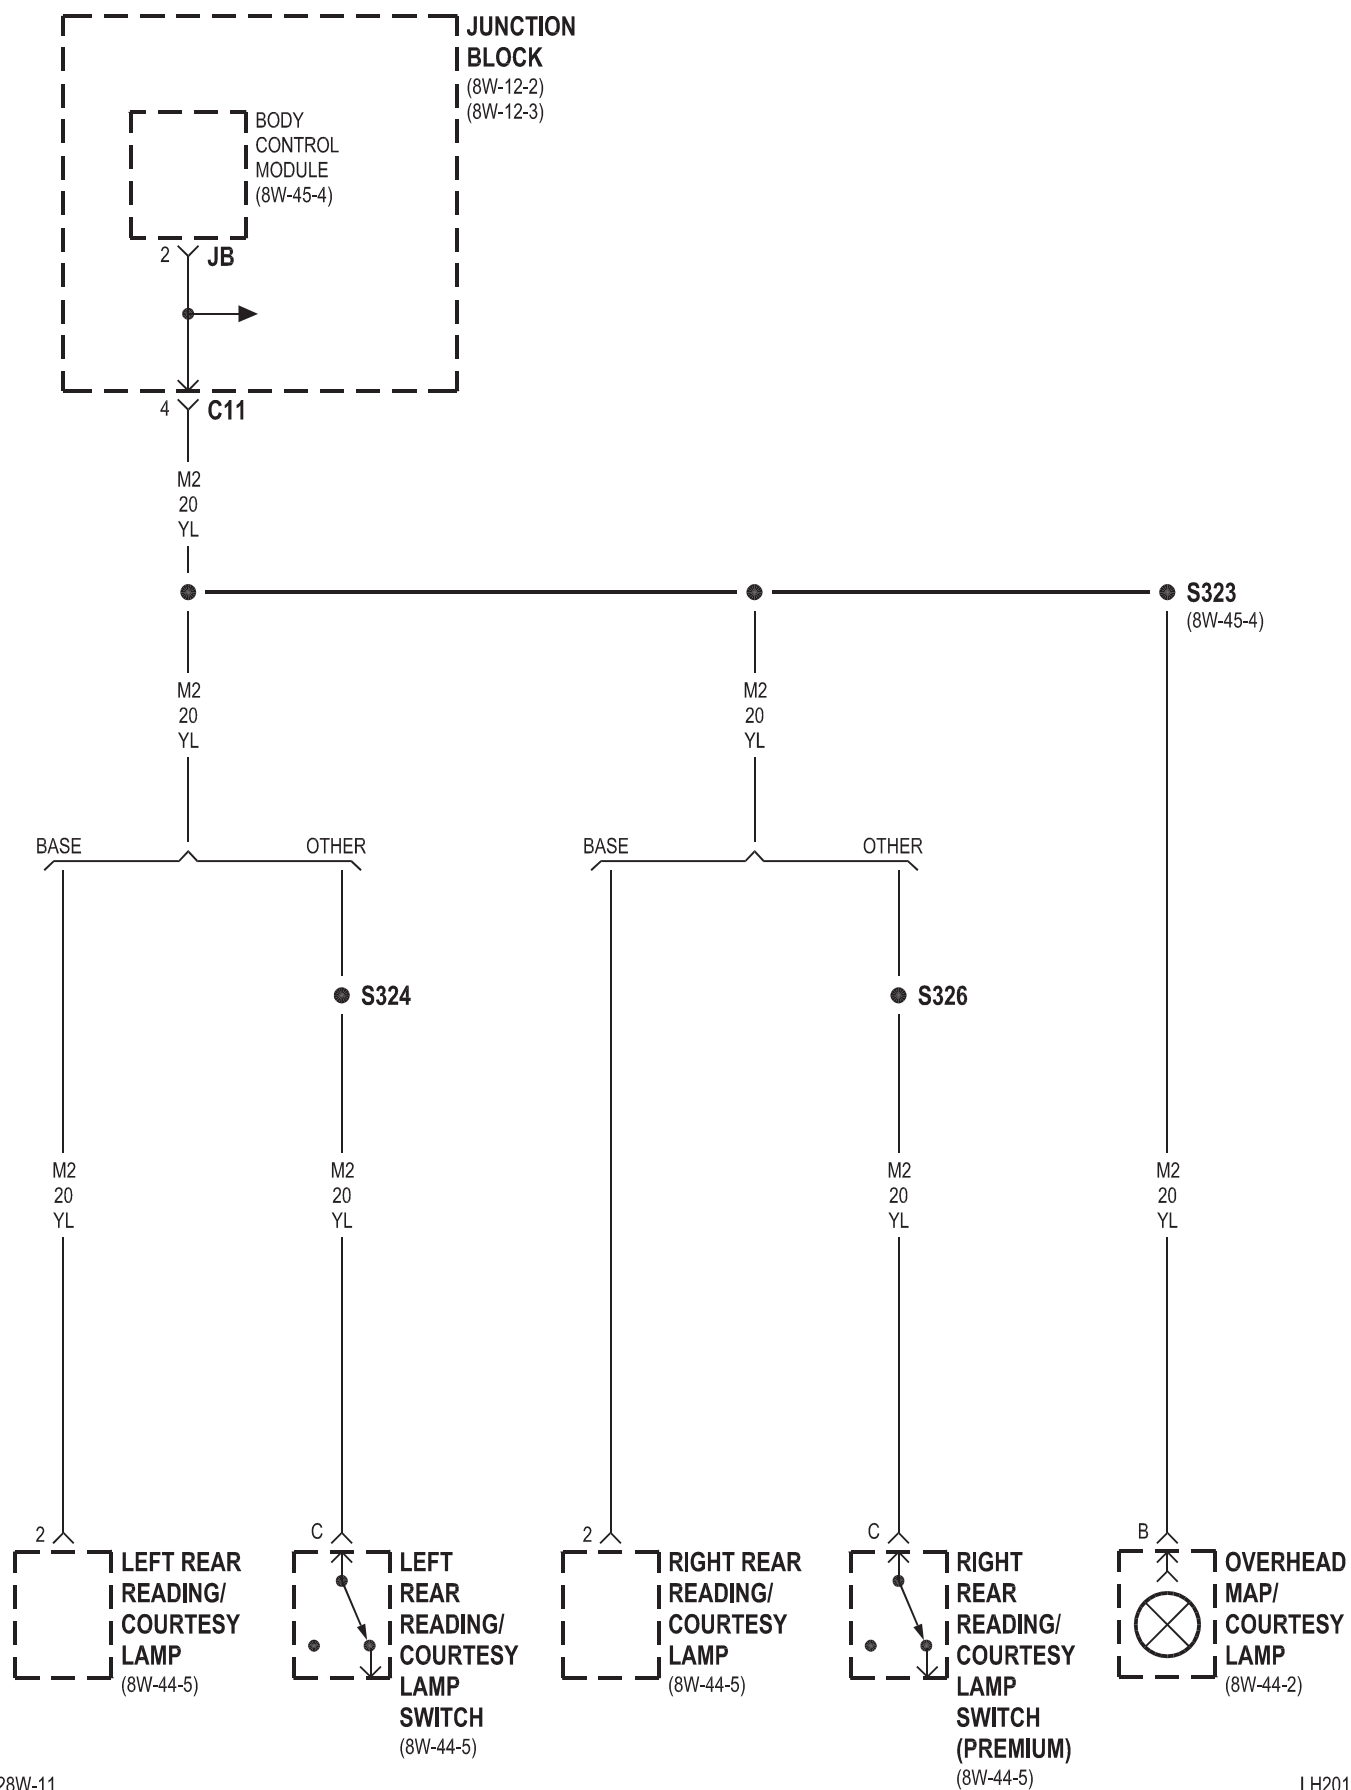 JUNCTION
BLOCK
(8W-12-2)
(8W-12-3)
BODY
CONTROL
MODULE
(8W-45-4)
2
JB
4
C11
M2
20
YL
S323
(8W-45-4)
M2
20
YL
M2
20
YL
BASE
OTHER
BASE
OTHER
S324
S326
M2
20
YL
M2
20
YL
M2
20
YL
M2
20
YL
2
C
2
C
B
LEFT REAR
READING/
COURTESY
LAMP
(8W-44-5)
LEFT
REAR
READING/
COURTESY
LAMP
SWITCH
(8W-44-5)
RIGHT REAR
READING/
COURTESY
LAMP
(8W-44-5)
RIGHT
REAR
READING/
COURTESY
LAMP
SWITCH
(PREMIUM)
(8W-44-5)
OVERHEAD
MAP/
COURTESY
LAMP
(8W-44-2)
28W-11
LH201